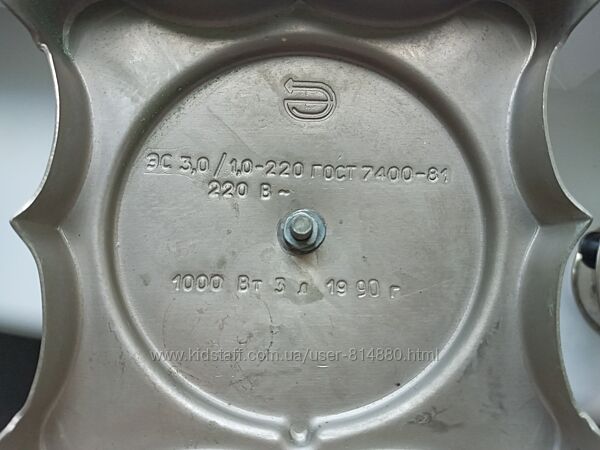 ЭС 3,0/1,0-220 ГОСТ 7400-81
220 В ~
1000 Вт 3 л 1990 г
www.kidstaff.com.ua/user-814880.html